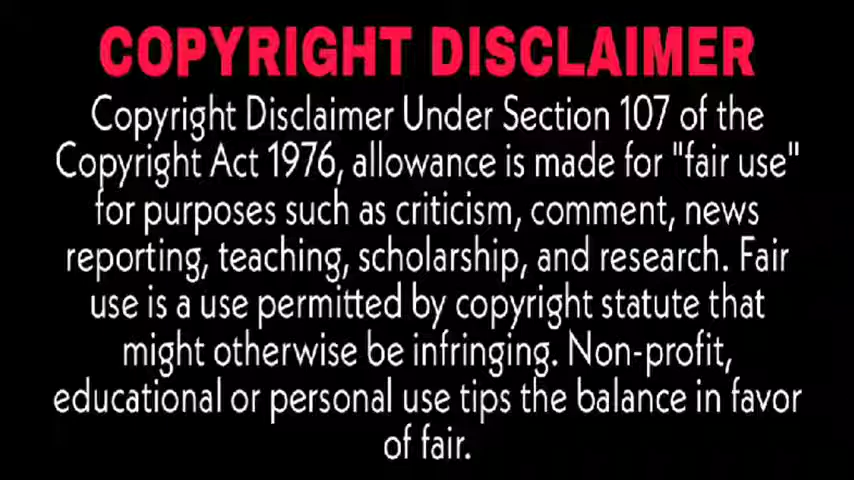 COPYRIGHT DISCLAIMER
Copyright Disclaimer Under Section 107 of the
Copyright Act 1976, allowance is made for "fair use"
for purposes such as criticism, comment, news
reporting, teaching, scholarship, and research. Fair
use is a use permitted by copyright statute that
might otherwise be infringing. Non-profit,
educational or personal use tips the balance in favor
of fair.